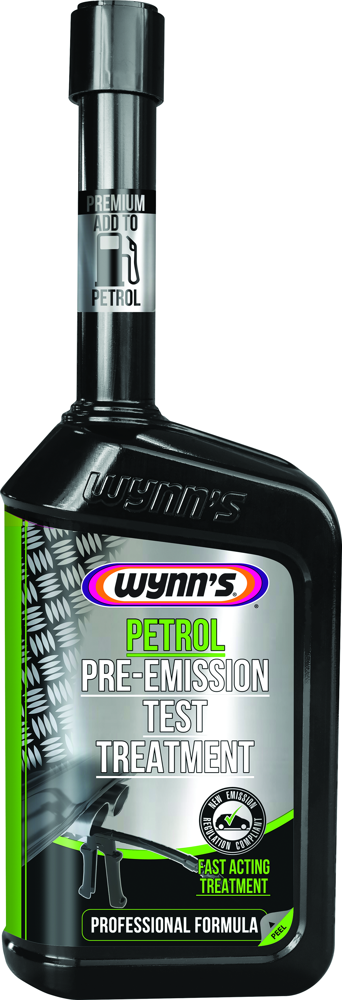 PREMIUM
ADD TO
PETROL
wynn's
wynn's®
®
PETROL
PRE-EMISSION
TEST
TREATMENT
NEW EMISSION
REGULATION COMPLIANT
FAST ACTING
TREATMENT
PROFESSIONAL FORMULA
PEEL